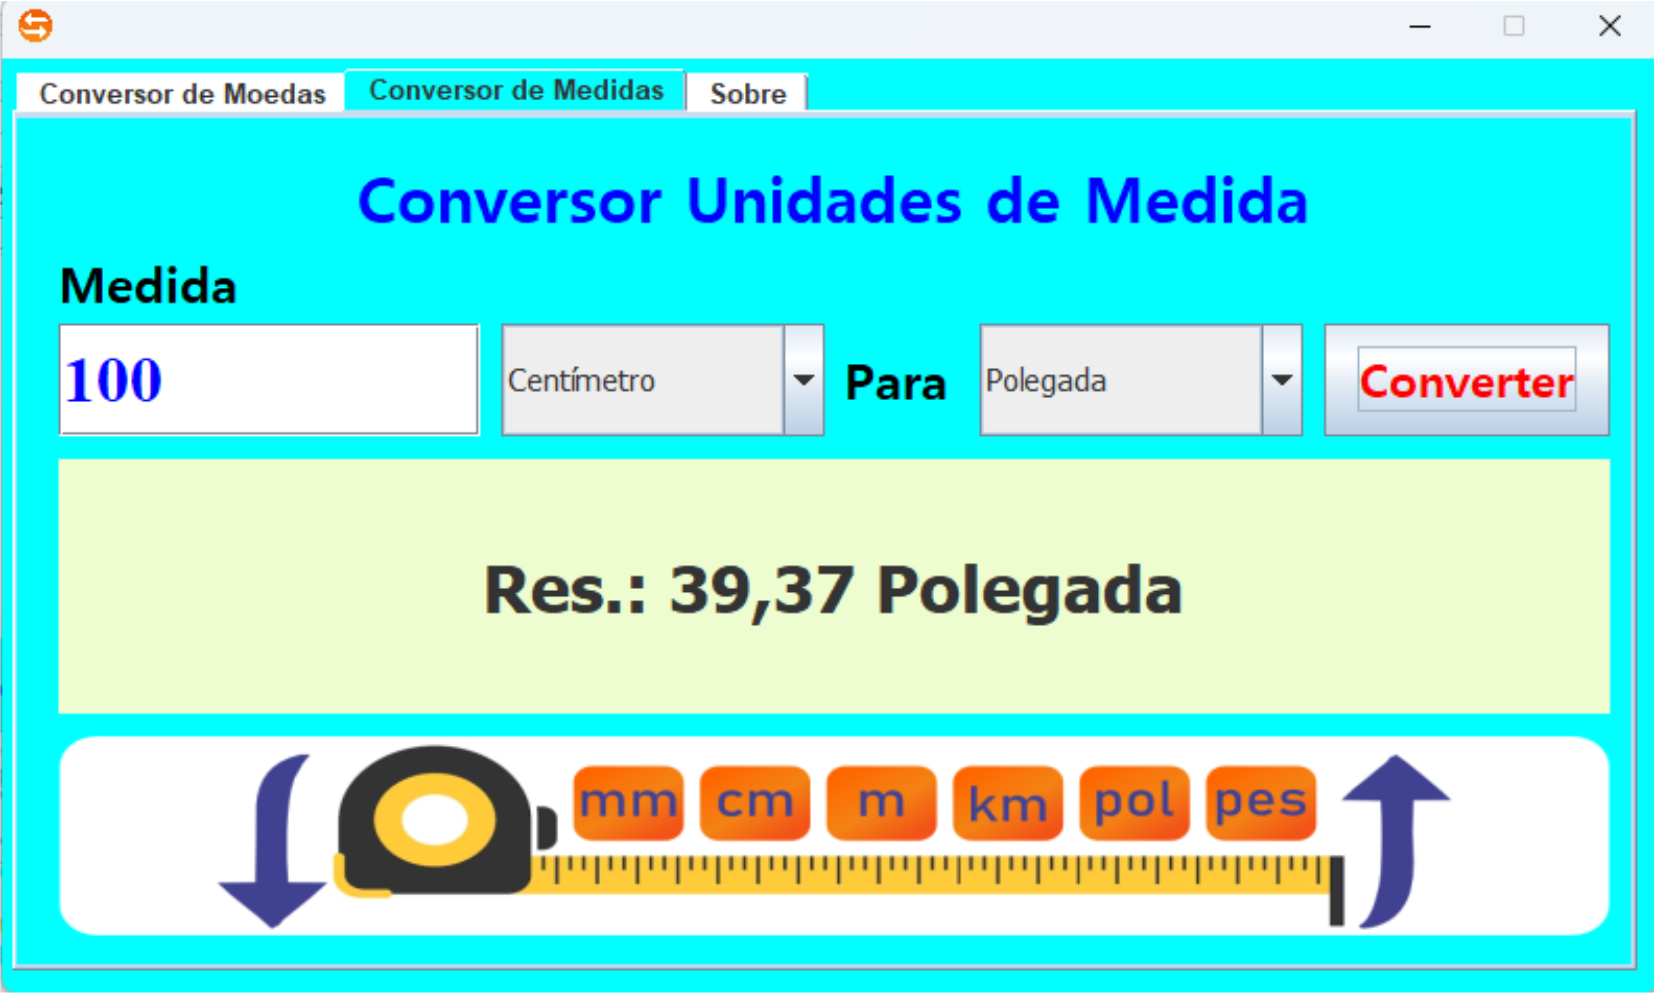 Conversor de Moedas Conversor de Medidas Sobre
Conversor Unidades de Medida
Medida
100 Centímetro Para Polegada Converter
Res.: 39,37 Polegada
mm cm m km pol pes